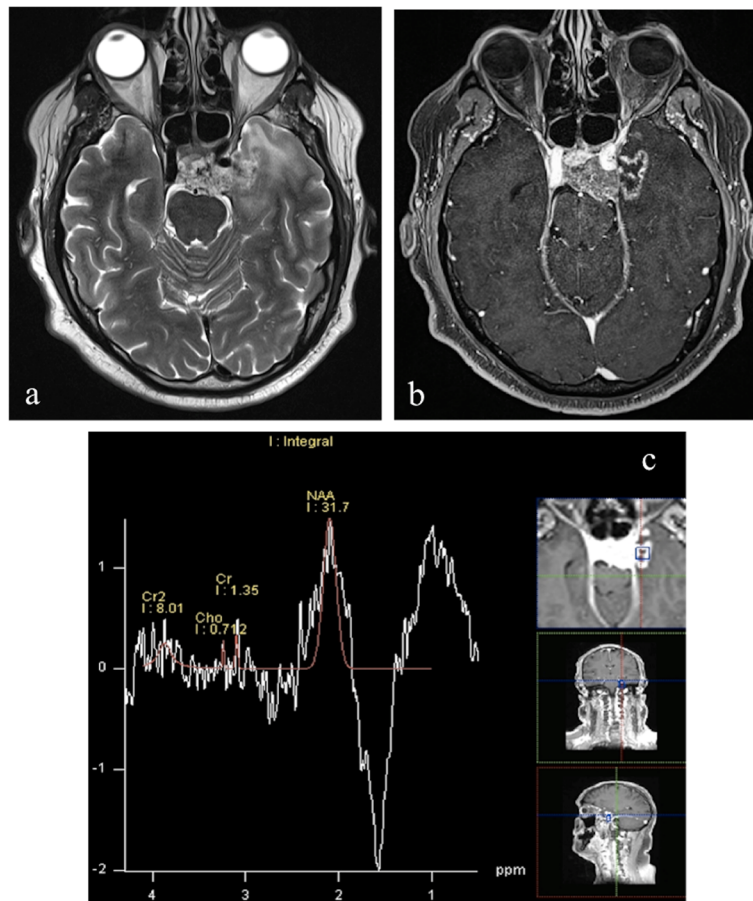 a
b
I : Integral
c
NAA
I : 31.7
Cr
I : 1.35
Cr2
I : 8.01
Cho
I : 0.712
1
0
-1
-2
ppm
4
3
2
1